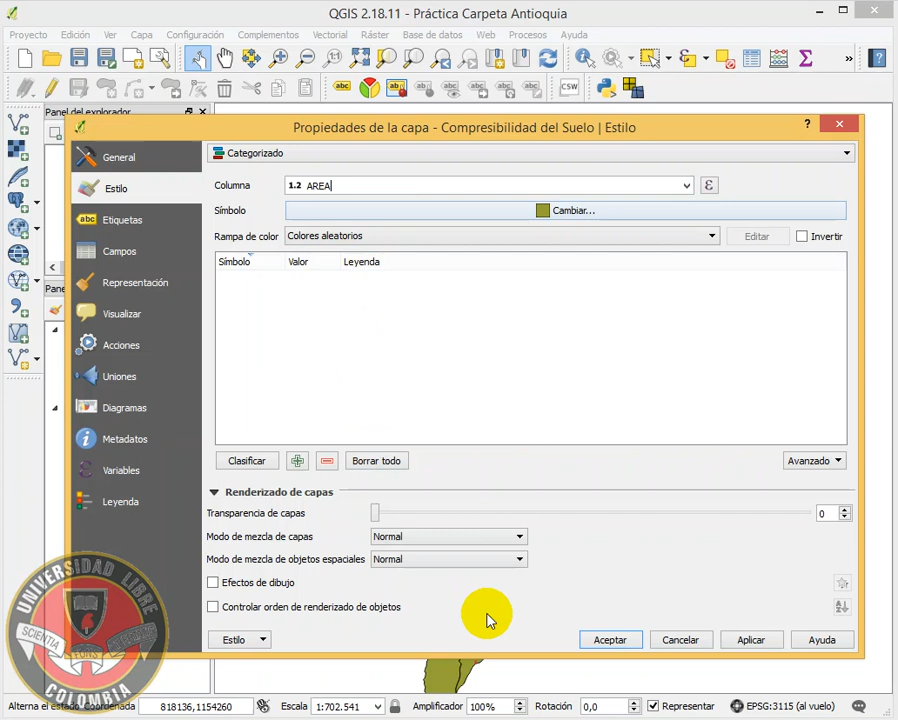 QGIS 2.18.11 - Práctica Carpeta Antioquia
Proyecto Edición Ver Capa Configuración Complementos Vectorial Ráster Base de datos Web Procesos Ayuda
abc abc CSW
Panel del explorador
Propiedades de la capa - Compresibilidad del Suelo | Estilo
General
Estilo
abc Etiquetas
Campos
Representación
Visualizar
Acciones
Uniones
Diagramas
Metadatos
Variables
Leyenda
Categorizado
Columna 1.2 AREA ε
Símbolo Cambiar...
Rampa de color Colores aleatorios Editar Invertir
Símbolo Valor Leyenda
Clasificar Borrar todo Avanzado
Renderizado de capas
Transparencia de capas 0
Modo de mezcla de capas Normal
Modo de mezcla de objetos espaciales Normal
Efectos de dibujo
Controlar orden de renderizado de objetos
Estilo Aceptar Cancelar Aplicar Ayuda
UNIVERSIDAD LIBRE
SCIENTIA FNAS
COLOMBIA
Coordenada 818136,1154260 Escala 1:702.541 Amplificador 100% Rotación 0,0 Representar EPSG:3115 (al vuelo)